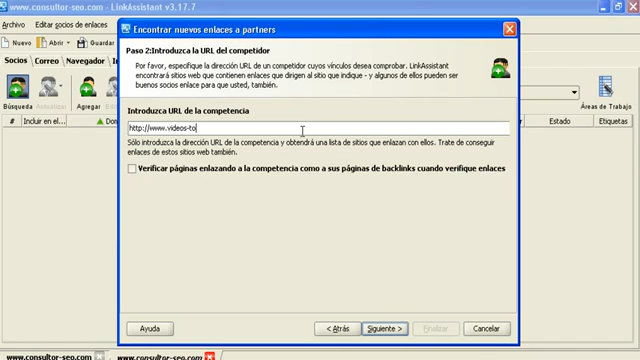 www.consultor-seo.com - LinkAssistant v3.17.7
Archivo Editar socios de enlaces
Nuevo Abrir
Socios Correo Navegador
Búsqueda Agregar Áreas de Trabajo
# Incluir en el... Estado Etiquetas
Encontrar nuevos enlaces a partners
Paso 2:Introduzca la URL del competidor
Por favor, especifique la dirección URL de un competidor cuyos vínculos desea comprobar. LinkAssistant
encontrará sitios web que contienen enlaces que dirigen al sitio que indique - y algunos de ellos pueden ser
buenos socios enlace para que usted, también.
Introduzca URL de la competencia
http://www.videos-to
Sólo introduzca la dirección URL de la competencia y obtendrá una lista de sitios que enlazan con ellos. Trate de conseguir
enlaces de estos sitios web también.
Verificar páginas enlazando a la competencia como a sus páginas de backlinks cuando verifique enlaces
Ayuda < Atrás Siguiente > Finalizar Cancelar
www.consultor-seo.com www.consultor-seo.com